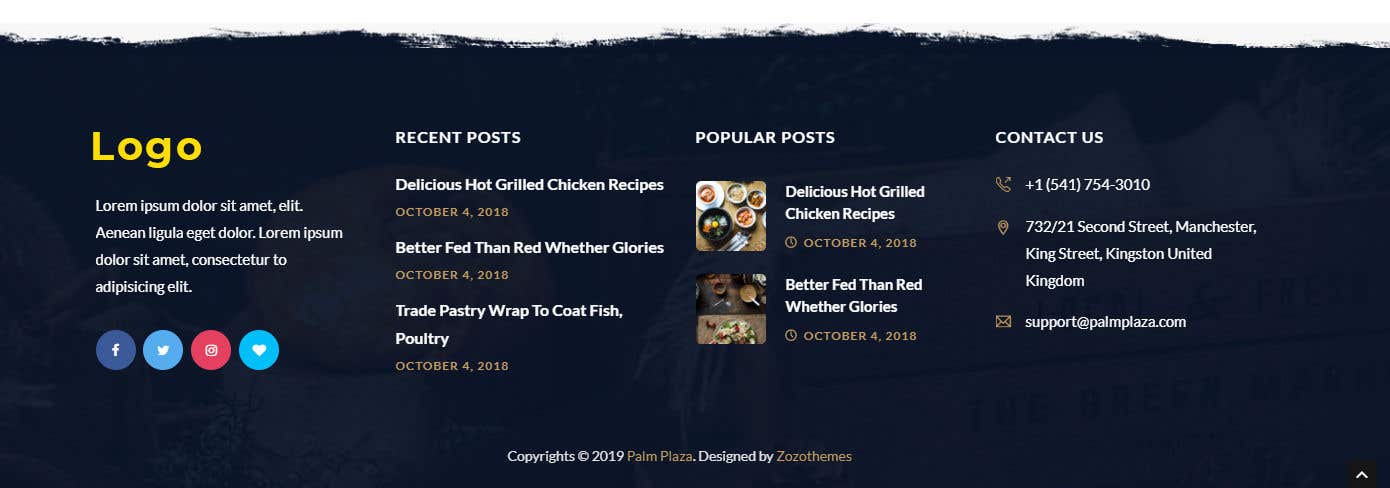 Logo
Lorem ipsum dolor sit amet, elit.
Aenean ligula eget dolor. Lorem ipsum
dolor sit amet, consectetur to
adipisicing elit.
RECENT POSTS
Delicious Hot Grilled Chicken Recipes
OCTOBER 4, 2018
Better Fed Than Red Whether Glories
OCTOBER 4, 2018
Trade Pastry Wrap To Coat Fish,
Poultry
OCTOBER 4, 2018
POPULAR POSTS
Delicious Hot Grilled
Chicken Recipes
OCTOBER 4, 2018
Better Fed Than Red
Whether Glories
OCTOBER 4, 2018
CONTACT US
+1 (541) 754-3010
732/21 Second Street, Manchester,
King Street, Kingston United
Kingdom
support@palmplaza.com
THE GREEN MARK
Copyrights © 2019 Palm Plaza. Designed by Zozothemes